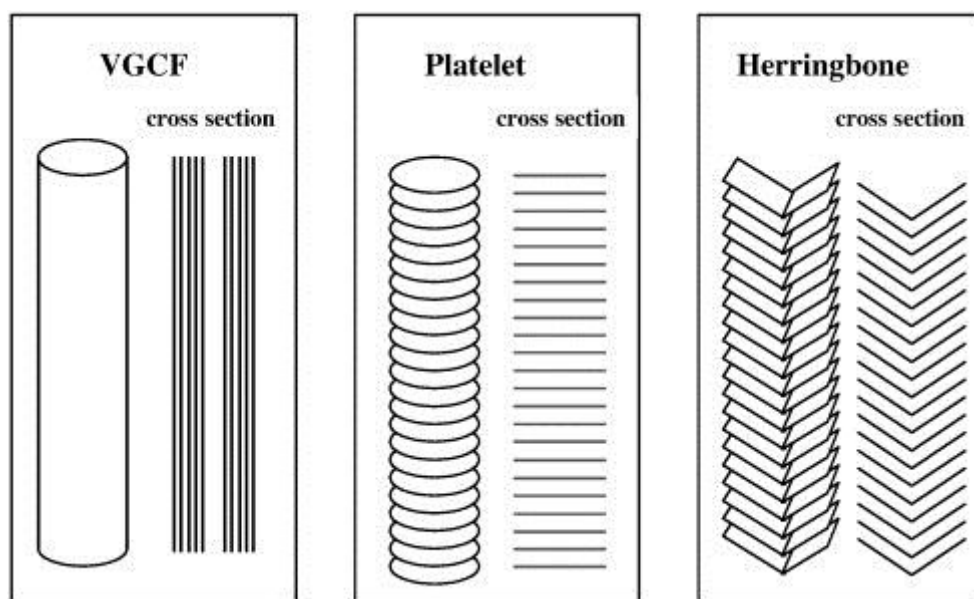 VGCF
cross section
Platelet
cross section
Herringbone
cross section